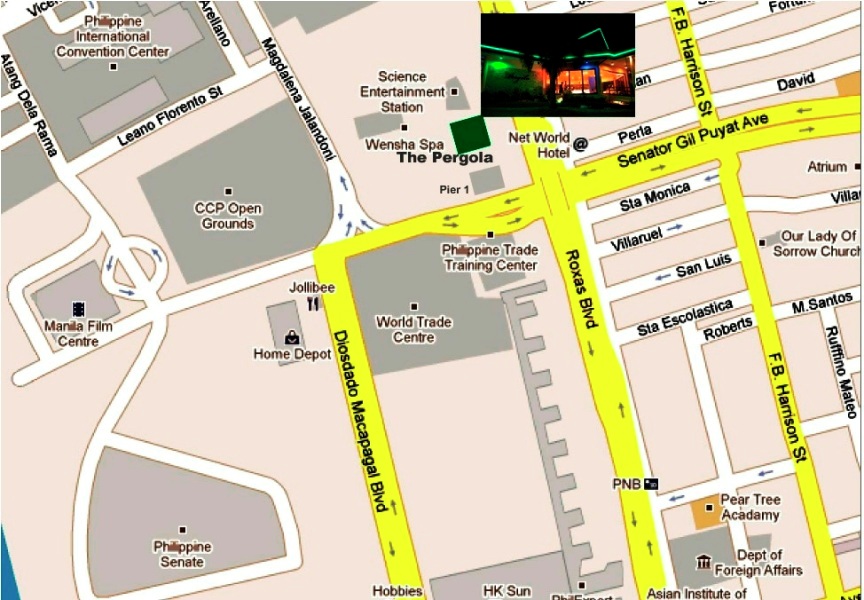 Philippine
International
Convention Center
Arellano
Atang Dela Rama
Leano Florento St
Magdalena Jalandoni
Science
Entertainment
Station
Wensha Spa
The Pergola
Pier 1
Net World
Hotel @
F.B. Harrison St
David
Perla
Senator Gil Puyat Ave
Atrium
Sta Monica
Villaruel
Our Lady Of
Sorrow Church
San Luis
Sta Escolastica
Roberts
M.Santos
Ruffino Mateo
CCP Open
Grounds
Philippine Trade
Training Center
Roxas Blvd
Jollibee
World Trade
Centre
Manila Film
Centre
Home Depot
Diosdado Macapagal Blvd
F.B. Harrison St
PNB
Pear Tree
Acadamy
Philippine
Senate
Dept of
Foreign Affairs
Hobbies
HK Sun
PhilExport
Asian Institute of